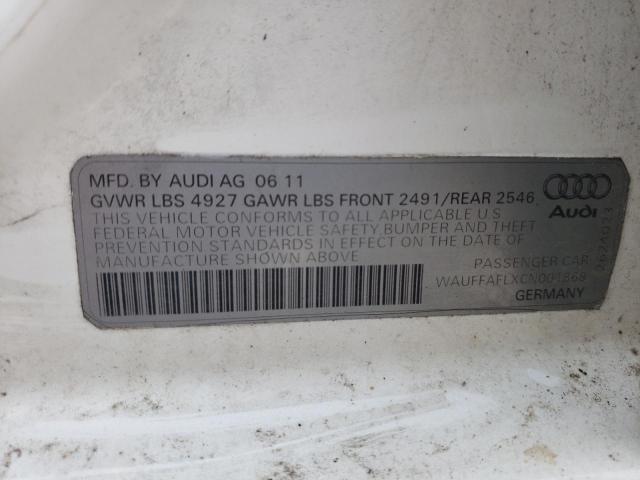 MFD. BY AUDI AG 06 11
GVWR LBS 4927 GAWR LBS FRONT 2491/REAR 2546
THIS VEHICLE CONFORMS TO ALL APPLICABLE U S
FEDERAL MOTOR VEHICLE SAFETY, BUMPER AND THEFT
PREVENTION STANDARDS IN EFFECT ON THE DATE OF
MANUFACTURE SHOWN ABOVE
PASSENGER CAR
WAUFFAFLXCN001868
GERMANY
Audi